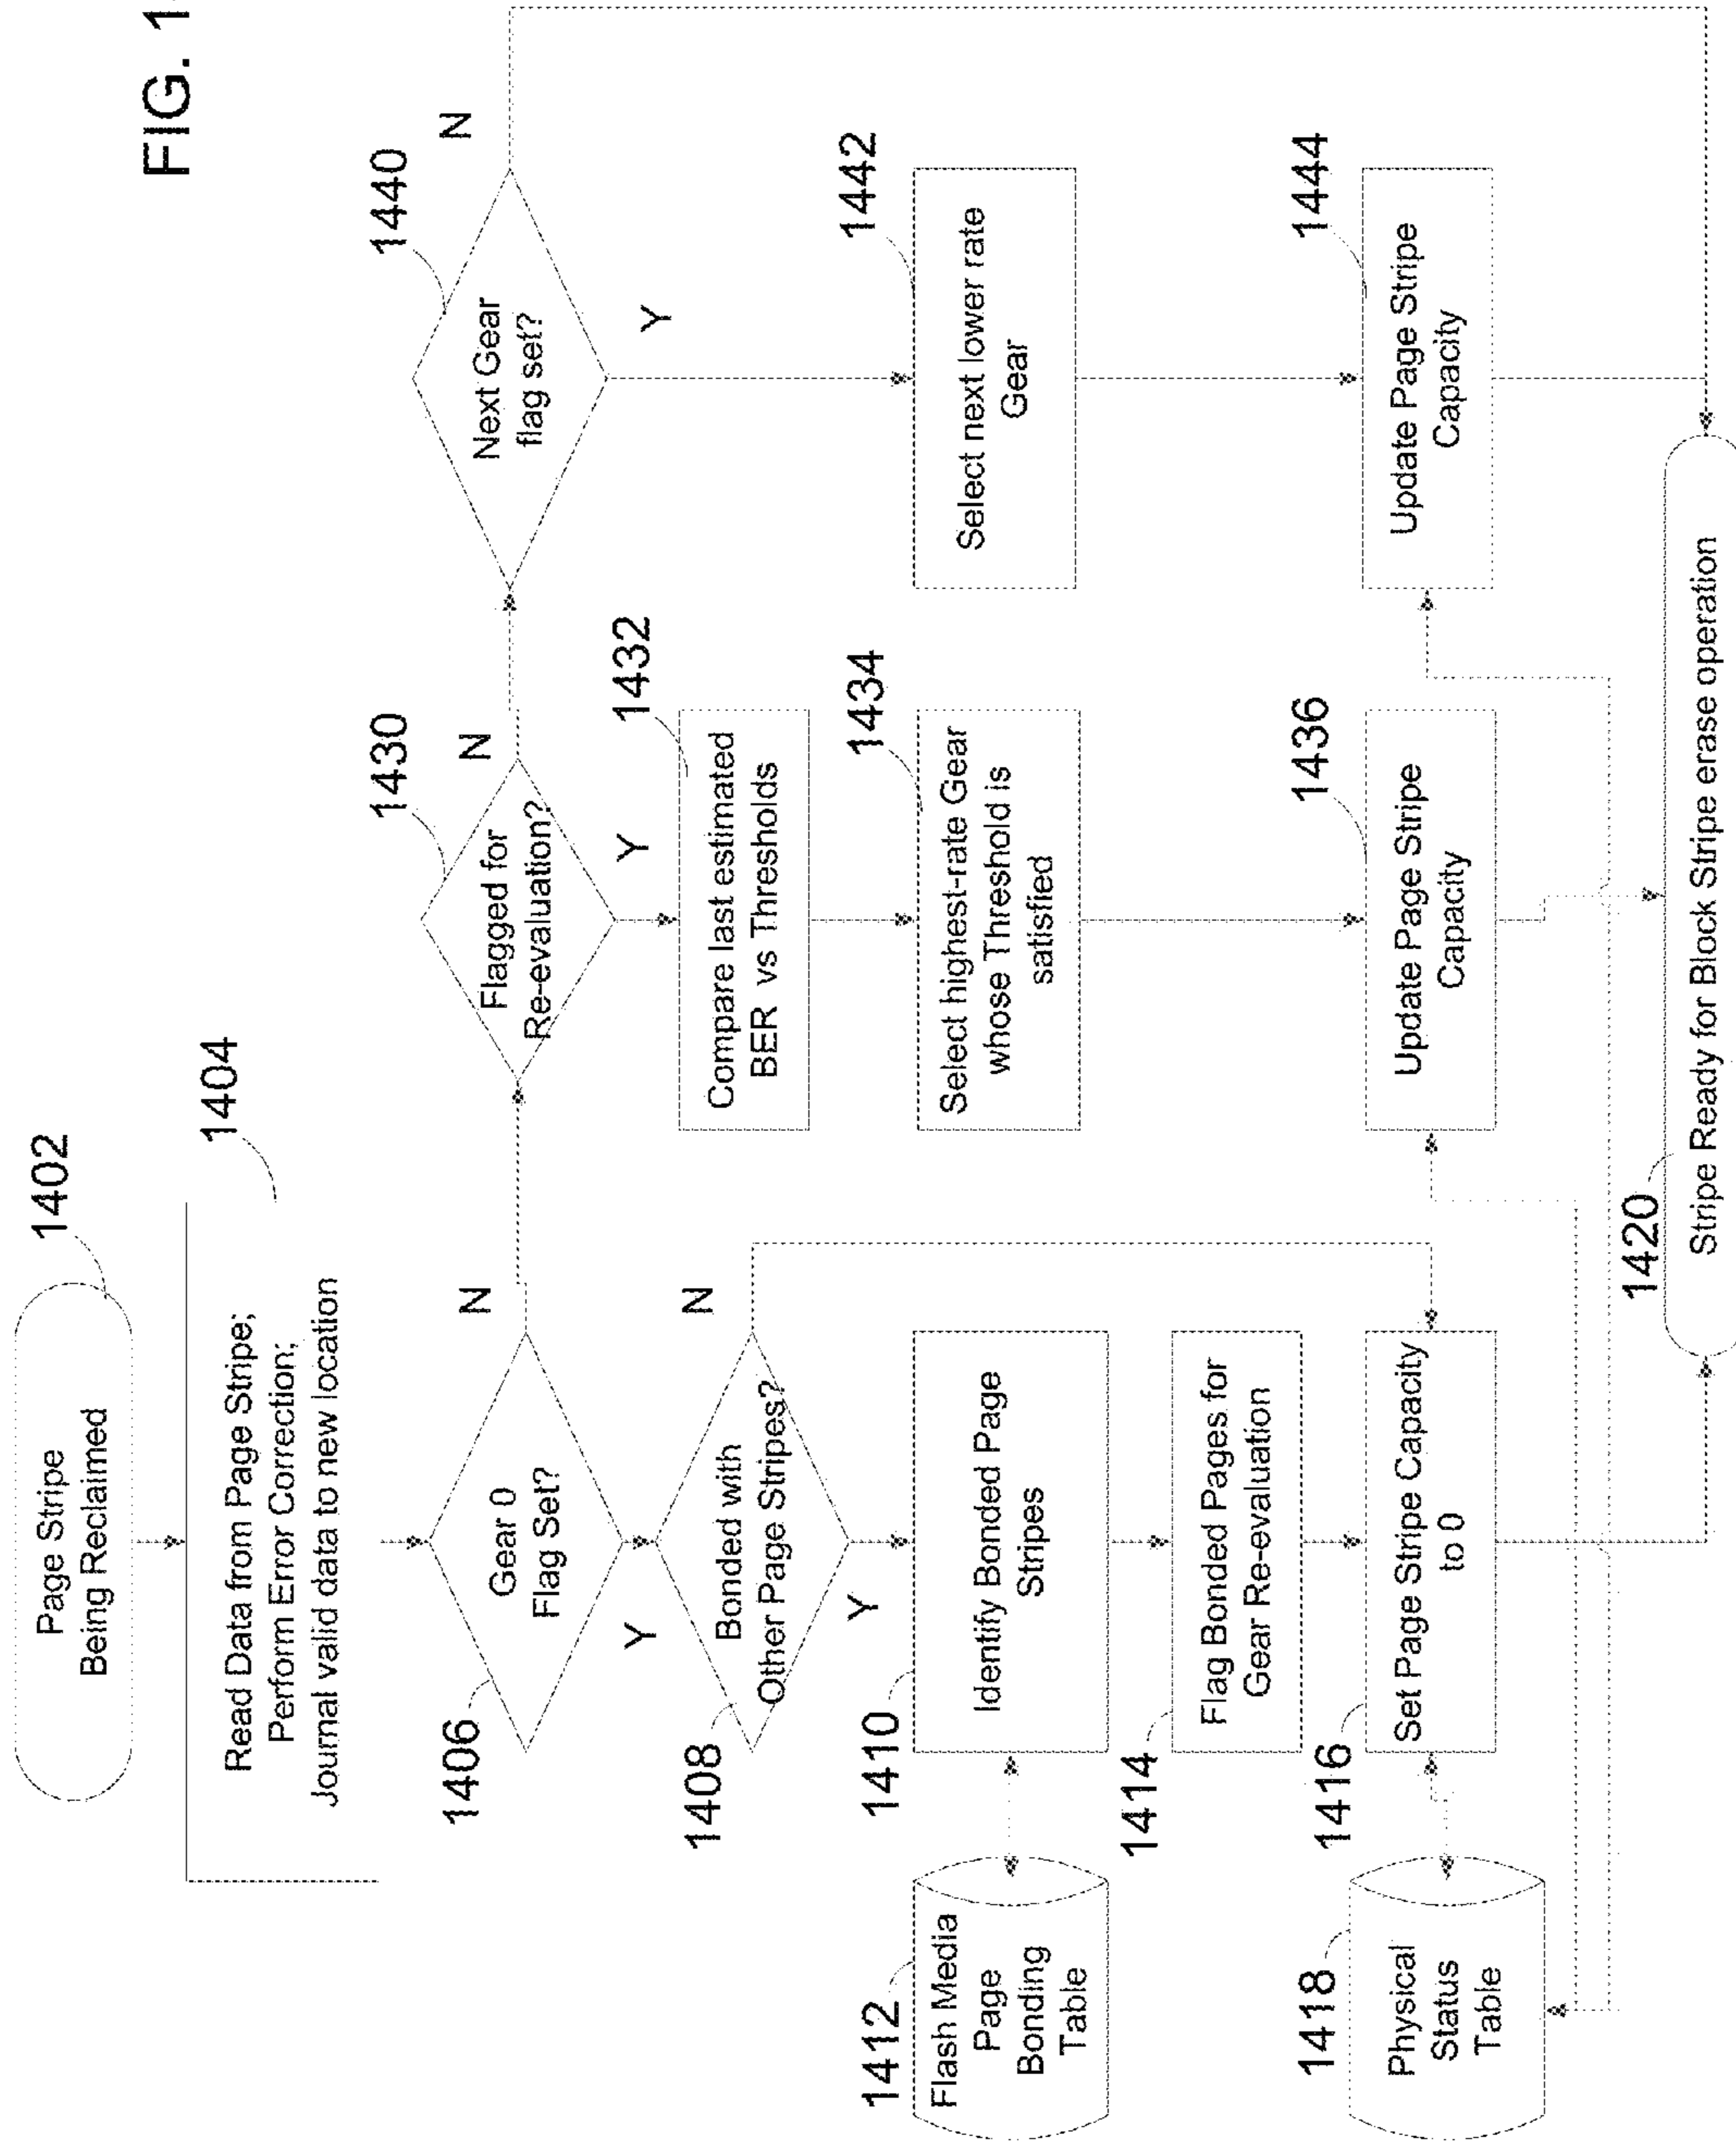 FIG. 1
1402
Page Stripe
Being Reclaimed
1404
Read Data from Page Stripe;
Perform Error Correction;
Journal valid data to new location
1406
Gear 0
Flag Set?
N
Y
1408
Bonded with
Other Page Stripes?
N
Y
1410
Identify Bonded Page
Stripes
1412
Flash Media
Page
Bonding
Table
1414
Flag Bonded Pages for
Gear Re-evaluation
1416
Set Page Stripe Capacity
to 0
1418
Physical
Status
Table
1430
Flagged for
Re-evaluation?
N
Y
1432
Compare last estimated
BER vs Thresholds
1434
Select highest-rate Gear
whose Threshold is
satisfied
1436
Update Page Stripe
Capacity
1440
Next Gear
flag set?
N
Y
1442
Select next lower rate
Gear
1444
Update Page Stripe
Capacity
1420
Stripe Ready for Block Stripe erase operation